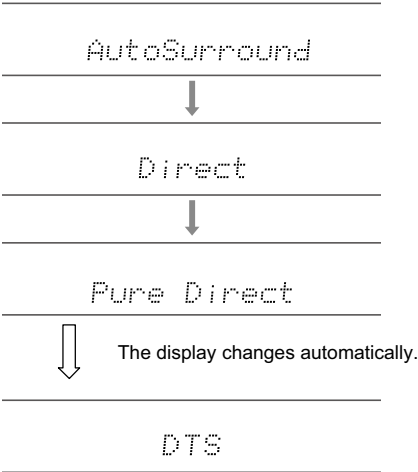 AutoSurround
Direct
Pure Direct
The display changes automatically.
DTS